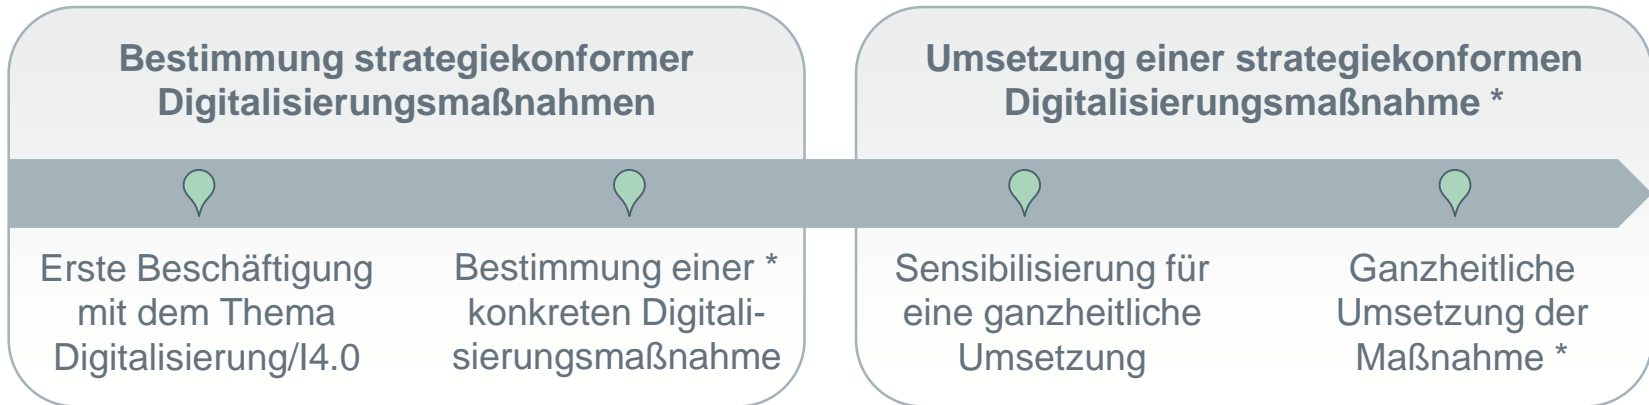 Bestimmung strategiekonformer
Digitalisierungsmaßnahmen
Umsetzung einer strategiekonformen
Digitalisierungsmaßnahme *
Erste Beschäftigung
mit dem Thema
Digitalisierung/I4.0
Bestimmung einer *
konkreten Digitali-
sierungsmaßnahme
Sensibilisierung für
eine ganzheitliche
Umsetzung
Ganzheitliche
Umsetzung der
Maßnahme *